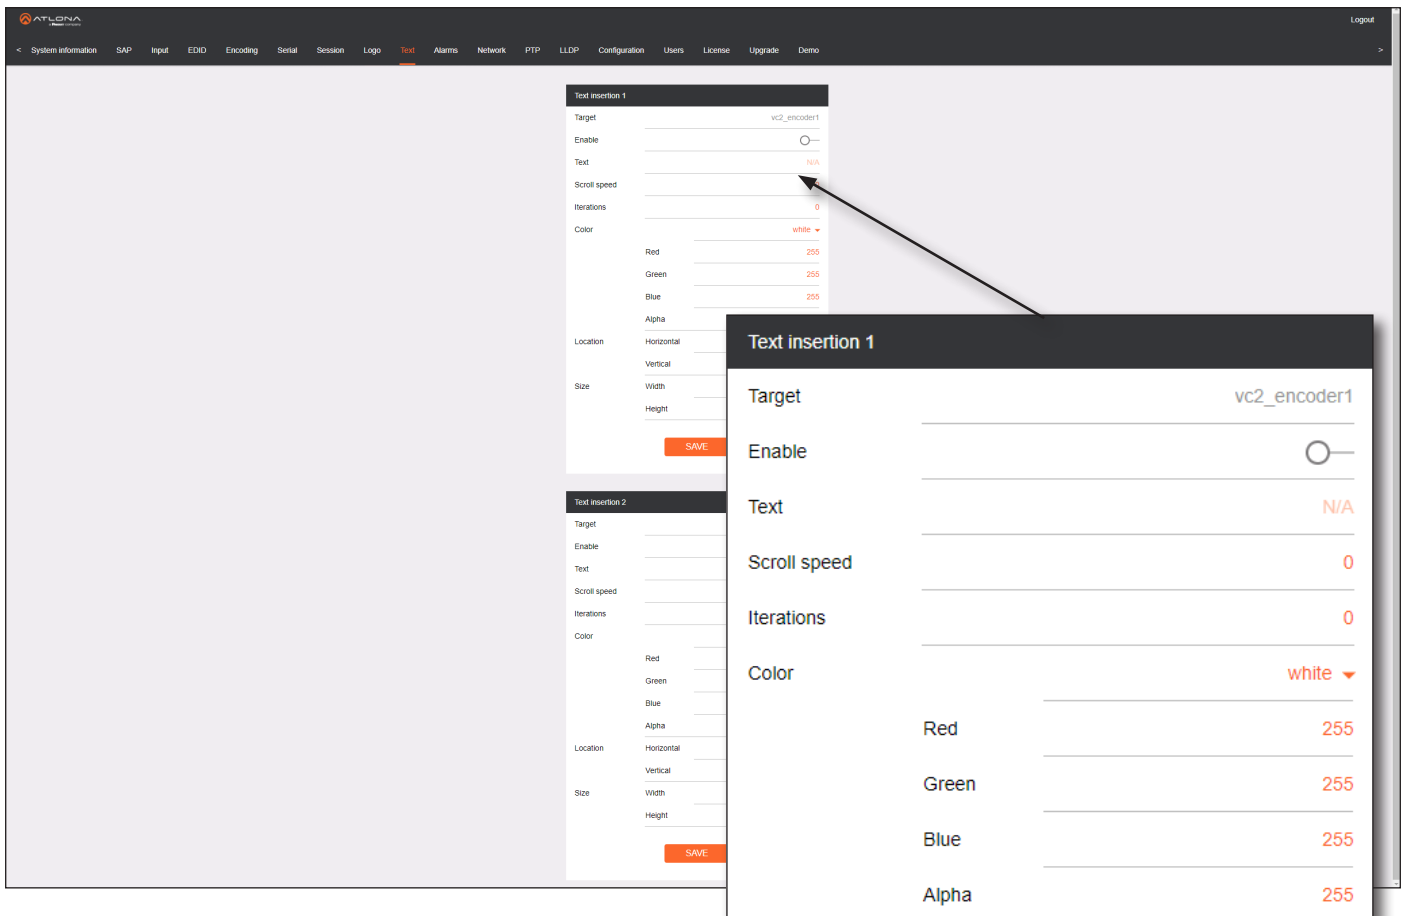 ATLONA
Logout
< System information SAP Input EDID Encoding Serial Session Logo Text Alarms Network PTP LLDP Configuration Users License Upgrade Demo >
Text insertion 1
Target vc2_encoder1
Enable
Text N/A
Scroll speed
Iterations 0
Color white
Red 255
Green 255
Blue 255
Alpha
Location Horizontal
Vertical
Size Width
Height
SAVE
Text insertion 2
Target
Enable
Text
Scroll speed
Iterations
Color
Red
Green
Blue
Alpha
Location Horizontal
Vertical
Size Width
Height
SAVE
Text insertion 1
Target vc2_encoder1
Enable
Text N/A
Scroll speed 0
Iterations 0
Color white
Red 255
Green 255
Blue 255
Alpha 255